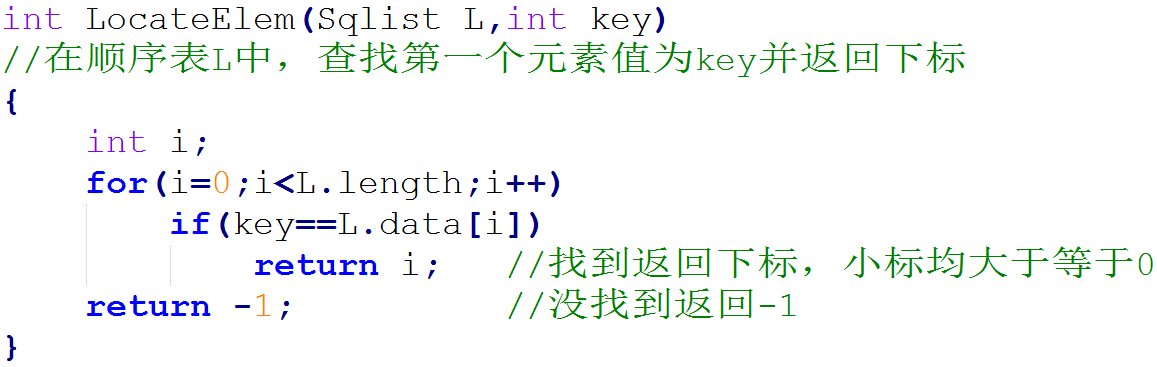 int LocateElem(Sqlist L,int key)
//在顺序表L中，查找第一个元素值为key并返回下标
{
    int i;
    for(i=0;i<L.length;i++)
        if(key==L.data[i])
            return i;   //找到返回下标，小标均大于等于0
    return -1;          //没找到返回-1
}